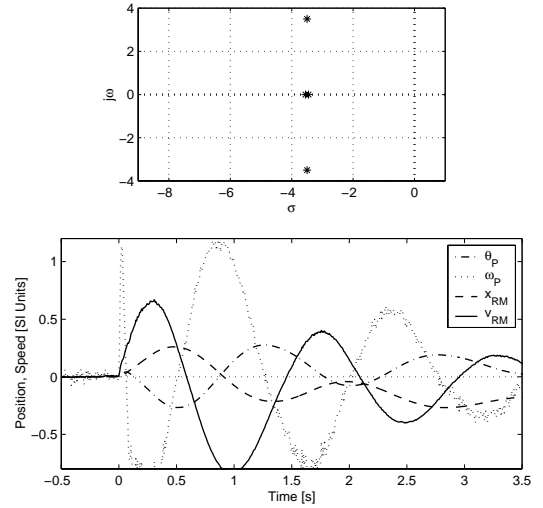 4
2
0
−2
−4
jω
−8 −6 −4 −2 0
σ
1
0.5
0
−0.5
Position, Speed [SI Units]
θP
ωP
xRM
vRM
−0.5 0 0.5 1 1.5 2 2.5 3 3.5
Time [s]